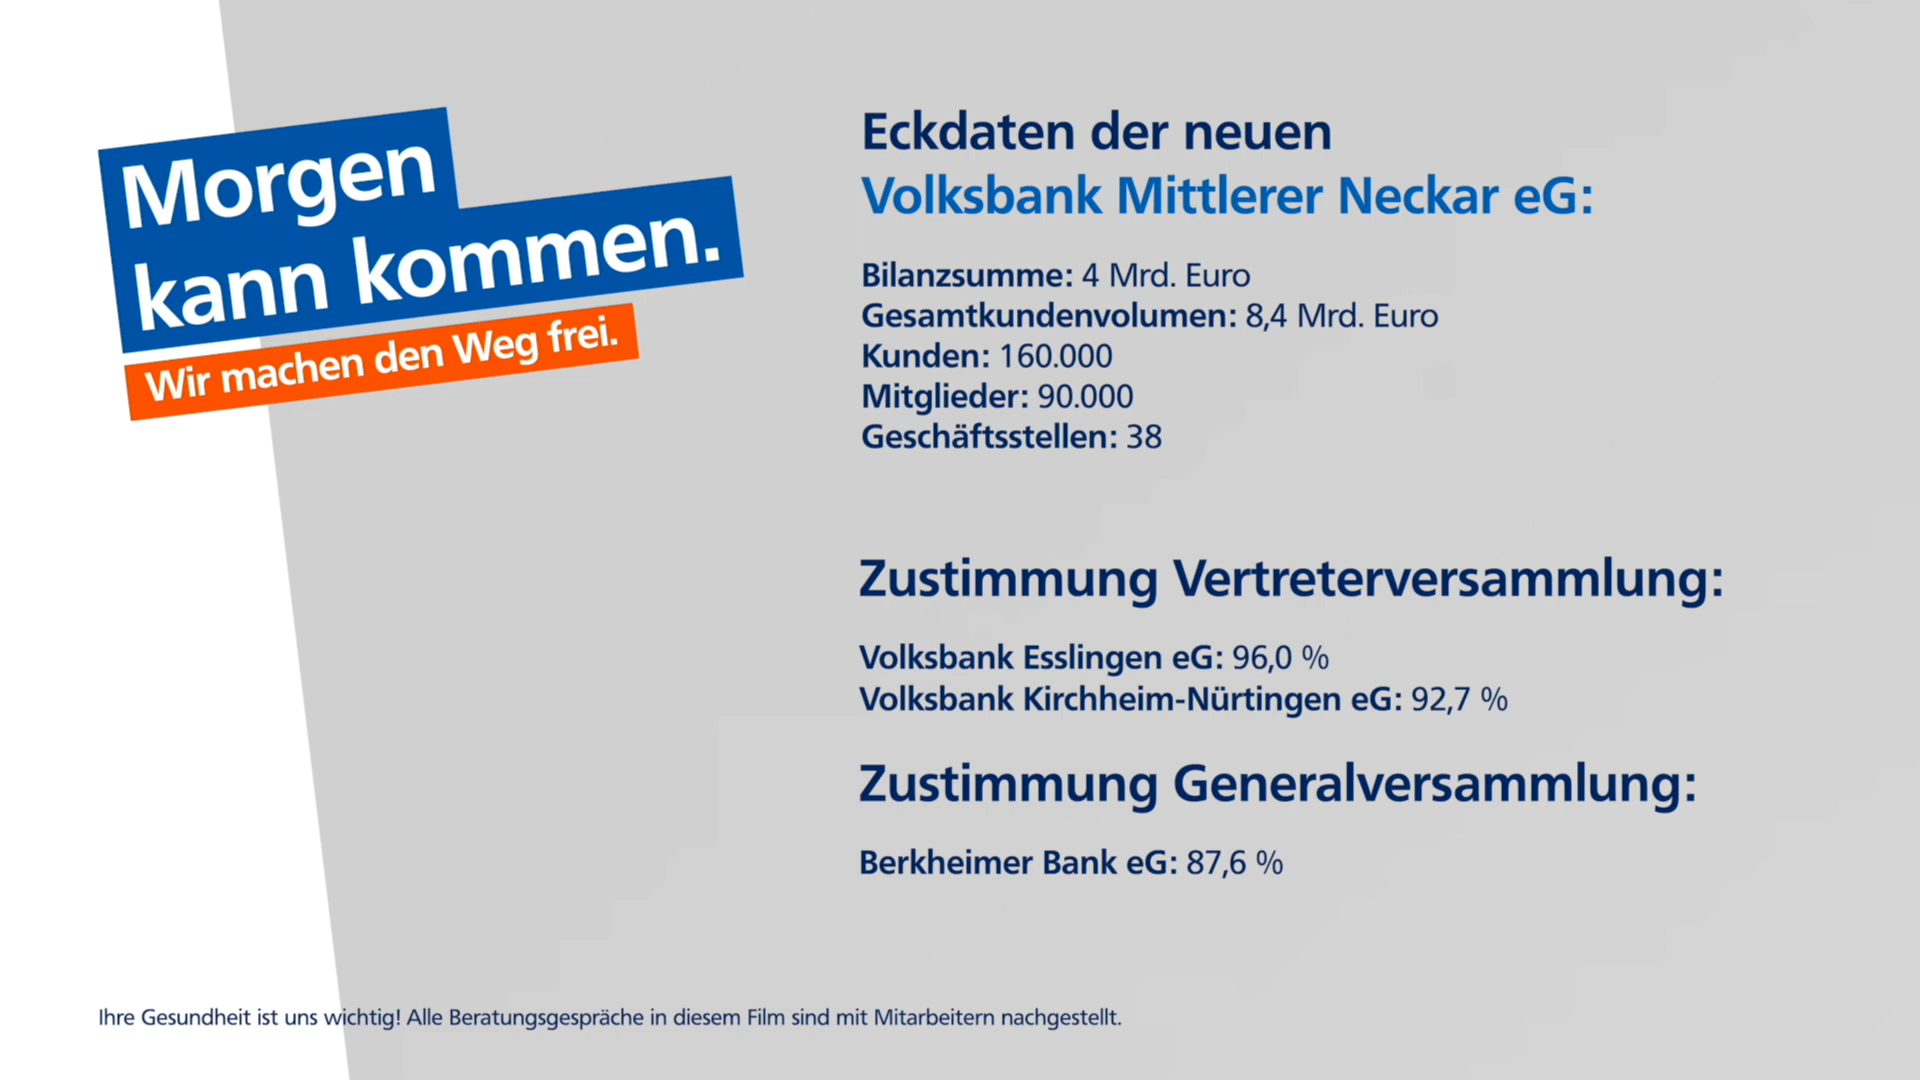 Morgen
kann kommen.
Wir machen den Weg frei.
Eckdaten der neuen
Volksbank Mittlerer Neckar eG:
Bilanzsumme: 4 Mrd. Euro
Gesamtkundenvolumen: 8,4 Mrd. Euro
Kunden: 160.000
Mitglieder: 90.000
Geschäftsstellen: 38
Zustimmung Vertreterversammlung:
Volksbank Esslingen eG: 96,0 %
Volksbank Kirchheim-Nürtingen eG: 92,7 %
Zustimmung Generalversammlung:
Berkheimer Bank eG: 87,6 %
Ihre Gesundheit ist uns wichtig! Alle Beratungsgespräche in diesem Film sind mit Mitarbeitern nachgestellt.